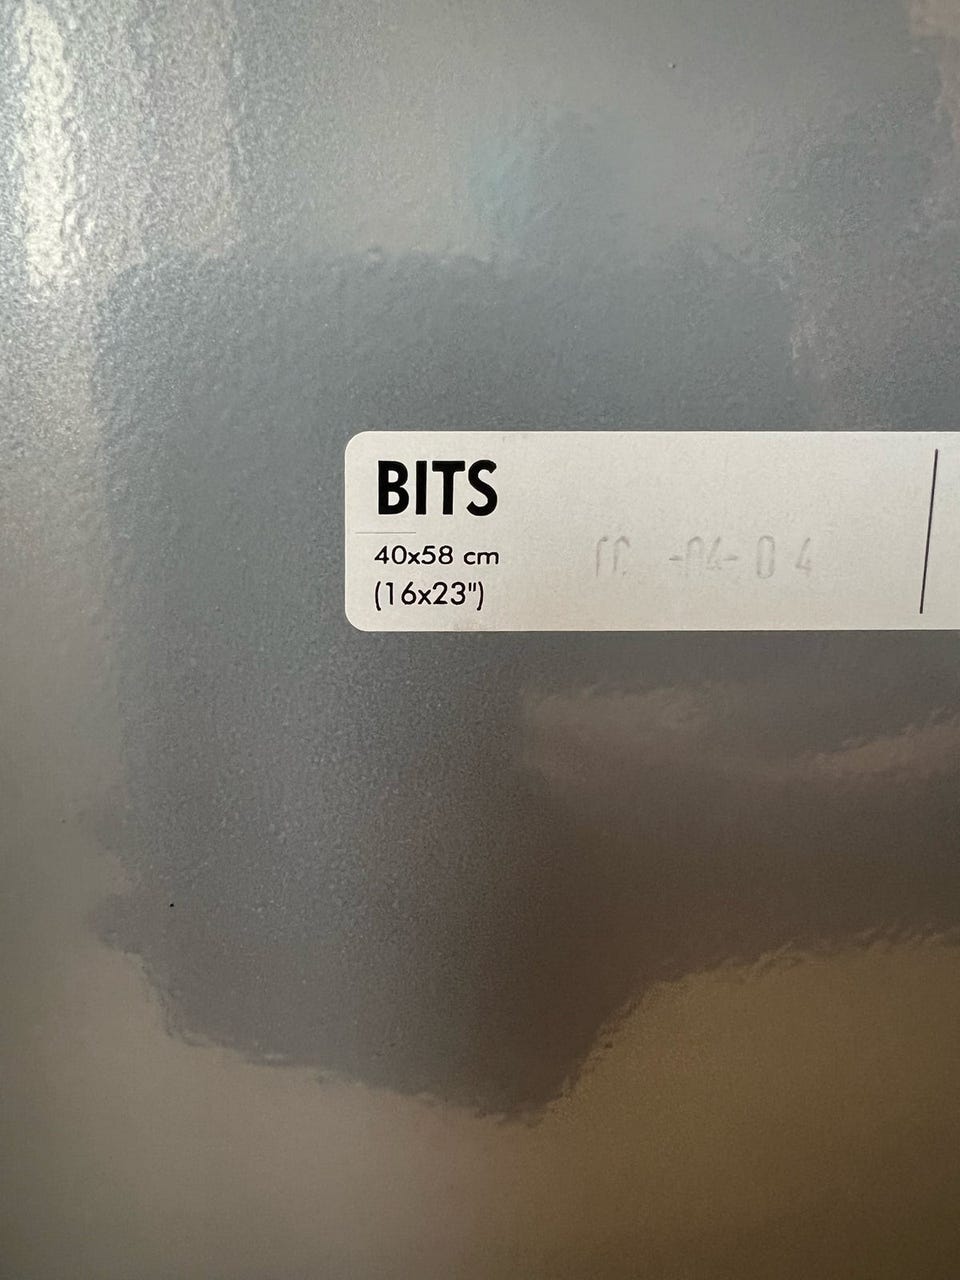 BITS
40x58 cm
(16x23")